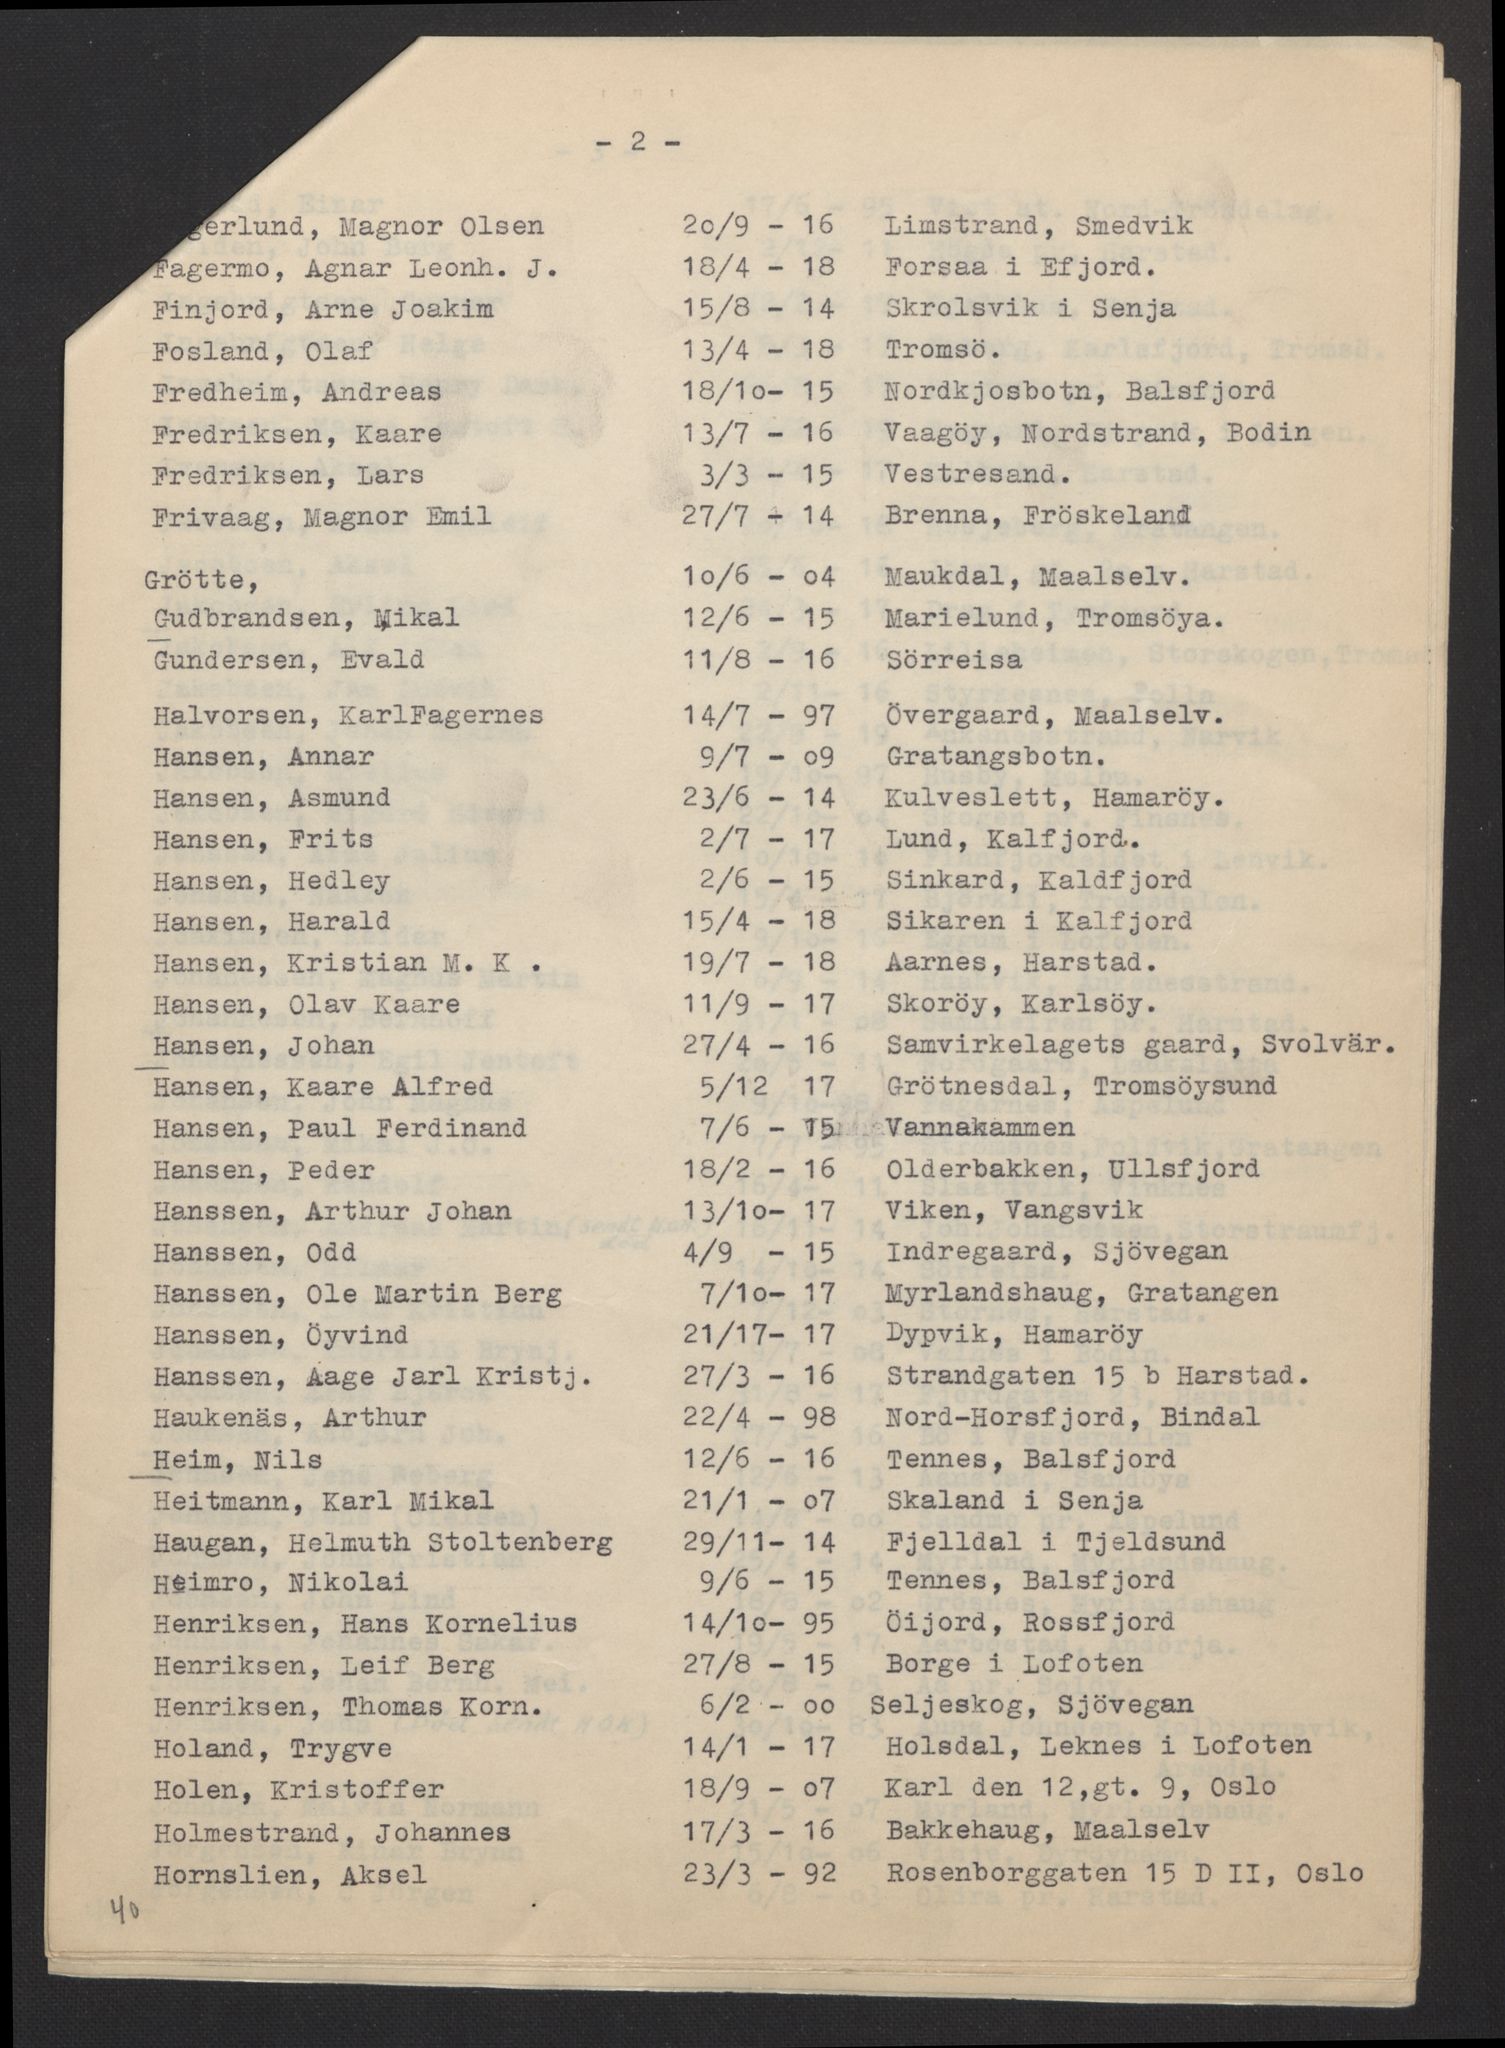 - 2 -
gerlund, Magnor Olsen 2o/9 - 16 Limstrand, Smedvik
Fagermo, Agnar Leonh. J. 18/4 - 18 Forsaa i Efjord.
Finjord, Arne Joakim 15/8 - 14 Skrolsvik i Senja
Fosland, Olaf 13/4 - 18 Tromsö.
Fredheim, Andreas 18/1o- 15 Nordkjosbotn, Balsfjord
Fredriksen, Kaare 13/7 - 16 Vaagöy, Nordstrand, Bodin
Fredriksen, Lars 3/3 - 15 Vestresand.
Frivaag, Magnor Emil 27/7 - 14 Brenna, Fröskeland
Grötte, 1o/6 - o4 Maukdal, Maalselv.
Gudbrandsen, Mikal 12/6 - 15 Marielund, Tromsöya.
Gundersen, Evald 11/8 - 16 Sörreisa
Halvorsen, KarlFagernes 14/7 - 97 Övergaard, Maalselv.
Hansen, Annar 9/7 - o9 Gratangsbotn.
Hansen, Asmund 23/6 - 14 Kulveslett, Hamaröy.
Hansen, Frits 2/7 - 17 Lund, Kalfjord.
Hansen, Hedley 2/6 - 15 Sinkard, Kaldfjord
Hansen, Harald 15/4 - 18 Sikaren i Kalfjord
Hansen, Kristian M. K . 19/7 - 18 Aarnes, Harstad.
Hansen, Olav Kaare 11/9 - 17 Skoröy, Karlsöy.
Hansen, Johan 27/4 - 16 Samvirkelagets gaard, Svolvär.
Hansen, Kaare Alfred 5/12 17 Grötnesdal, Tromsöysund
Hansen, Paul Ferdinand 7/6 - 15 Vannakammen
Hansen, Peder 18/2 - 16 Olderbakken, Ullsfjord
Hanssen, Arthur Johan 13/1o- 17 Viken, Vangsvik
Hanssen, Odd 4/9 - 15 Indregaard, Sjövegan
Hanssen, Ole Martin Berg 7/1o- 17 Myrlandshaug, Gratangen
Hanssen, Öyvind 21/17- 17 Dypvik, Hamaröy
Hanssen, Aage Jarl Kristj. 27/3 - 16 Strandgaten 15 b Harstad.
Haukenäs, Arthur 22/4 - 98 Nord-Horsfjord, Bindal
Heim, Nils 12/6 - 16 Tennes, Balsfjord
Heitmann, Karl Mikal 21/1 - o7 Skaland i Senja
Haugan, Helmuth Stoltenberg 29/11- 14 Fjelldal i Tjeldsund
Heimro, Nikolai 9/6 - 15 Tennes, Balsfjord
Henriksen, Hans Kornelius 14/1o- 95 Öijord, Rossfjord
Henriksen, Leif Berg 27/8 - 15 Borge i Lofoten
Henriksen, Thomas Korn. 6/2 - oo Seljeskog, Sjövegan
Holand, Trygve 14/1 - 17 Holsdal, Leknes i Lofoten
Holen, Kristoffer 18/9 - o7 Karl den 12,gt. 9, Oslo
Holmestrand, Johannes 17/3 - 16 Bakkehaug, Maalselv
Hornslien, Aksel 23/3 - 92 Rosenborggaten 15 D II, Oslo
40